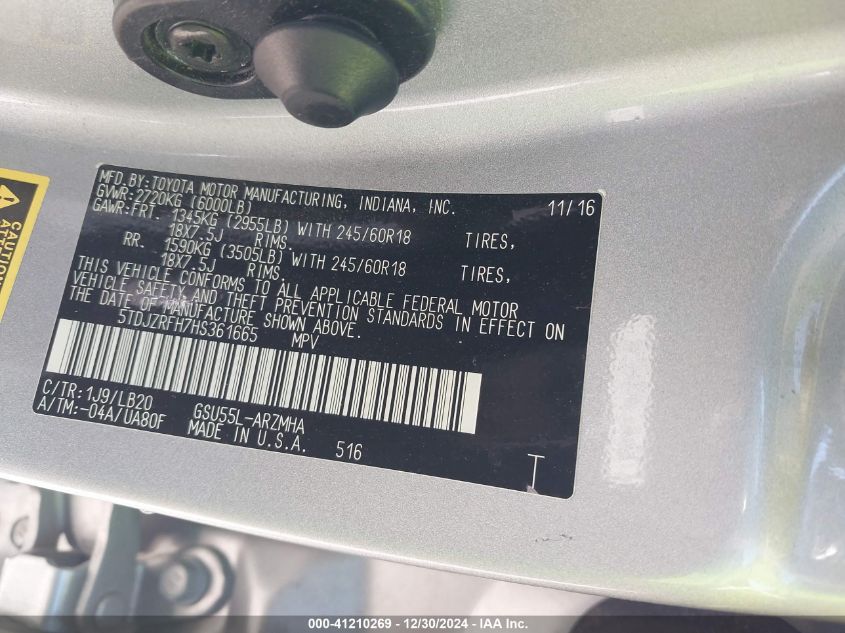 MFD.BY:TOYOTA MOTOR MANUFACTURING, INDIANA, INC. 11/16
GVWR:2720KG (6000LB)
GAWR:FRT. 1345KG (2955LB) WITH 245/60R18 TIRES,
18X7.5J RIMS.
RR. 1590KG (3505LB) WITH 245/60R18 TIRES,
18X7.5J RIMS.
THIS VEHICLE CONFORMS TO ALL APPLICABLE FEDERAL MOTOR
VEHICLE SAFETY AND THEFT PREVENTION STANDARDS IN EFFECT ON
THE DATE OF MANUFACTURE SHOWN ABOVE.
5TDJZRFH7HS361665 MPV
C/TR:1J9/LB20 GSU55L-ARZMHA
A/TM:-04A/UA80F MADE IN U.S.A. 516
T
CAUTION
000-41210269 - 12/30/2024 - IAA Inc.